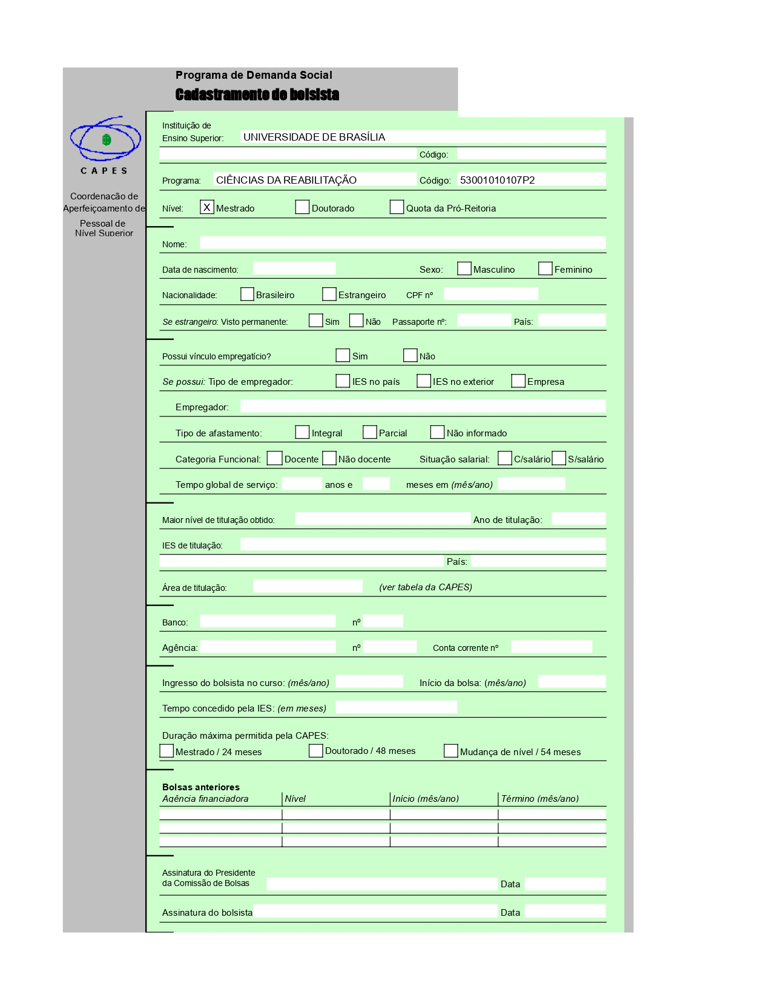 Programa de Demanda Social
Cadastramento de bolsista
CAPES
Coordenação de
Aperfeiçoamento de
Pessoal de
Nível Superior
Instituição de
Ensino Superior: UNIVERSIDADE DE BRASÍLIA
Código:
Programa: CIÊNCIAS DA REABILITAÇÃO Código: 53001010107P2
Nível: X Mestrado Doutorado Quota da Pró-Reitoria
Nome:
Data de nascimento: Sexo: Masculino Feminino
Nacionalidade: Brasileiro Estrangeiro CPF nº
Se estrangeiro: Visto permanente: Sim Não Passaporte nº: País:
Possui vínculo empregatício? Sim Não
Se possui: Tipo de empregador: IES no país IES no exterior Empresa
Empregador:
Tipo de afastamento: Integral Parcial Não informado
Categoria Funcional: Docente Não docente Situação salarial: C/salário S/salário
Tempo global de serviço: anos e meses em (mês/ano)
Maior nível de titulação obtido: Ano de titulação:
IES de titulação:
País:
Área de titulação: (ver tabela da CAPES)
Banco: nº
Agência: nº Conta corrente nº
Ingresso do bolsista no curso: (mês/ano) Início da bolsa: (mês/ano)
Tempo concedido pela IES: (em meses)
Duração máxima permitida pela CAPES:
Mestrado / 24 meses Doutorado / 48 meses Mudança de nível / 54 meses
Bolsas anteriores
Agência financiadora Nível Início (mês/ano) Término (mês/ano)
Assinatura do Presidente
da Comissão de Bolsas Data
Assinatura do bolsista Data